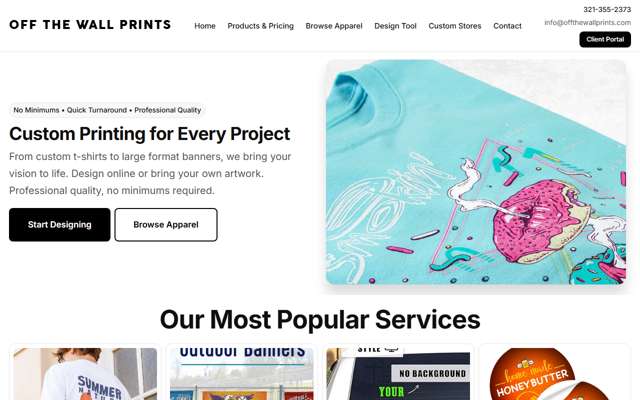 321-355-2373
OFF THE WALL PRINTS
Home
Products & Pricing
Browse Apparel
Design Tool
Custom Stores
Contact
info@offthewallprints.com
Client Portal
No Minimums • Quick Turnaround • Professional Quality
Custom Printing for Every Project
From custom t-shirts to large format banners, we bring your
vision to life. Design online or bring your own artwork.
Professional quality, no minimums required.
Start Designing
Browse Apparel
Our Most Popular Services
SUMMER
Outdoor Banners
STYLE
NO BACKGROUND
YOUR
home made
HONEYBUTTER